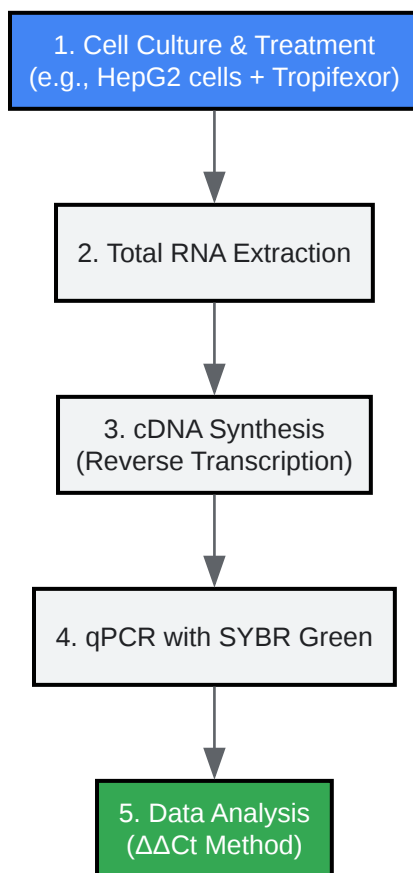 1. Cell Culture & Treatment
(e.g., HepG2 cells + Tropifexor)
2. Total RNA Extraction
3. cDNA Synthesis
(Reverse Transcription)
4. qPCR with SYBR Green
5. Data Analysis
(ΔΔCt Method)